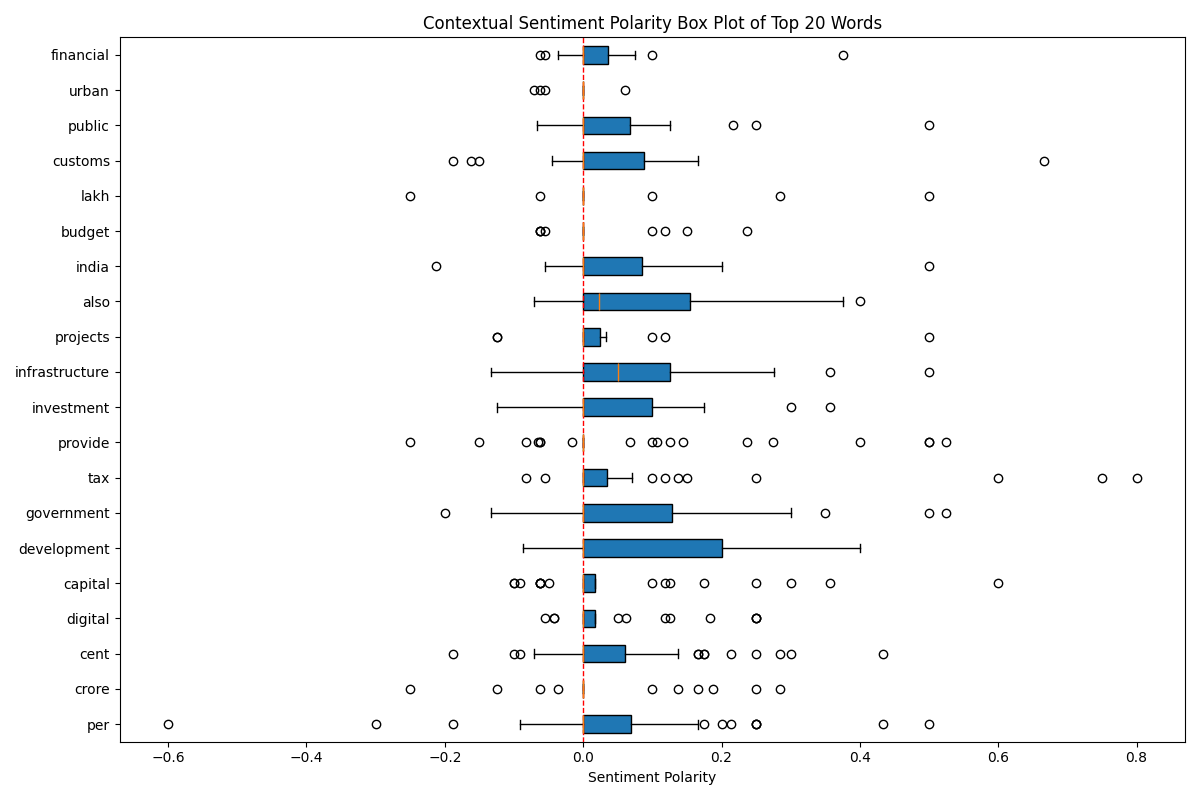 Contextual Sentiment Polarity Box Plot of Top 20 Words
financial
urban
public
customs
lakh
budget
india
also
projects
infrastructure
investment
provide
tax
government
development
capital
digital
cent
crore
per
−0.6 −0.4 −0.2 0.0 0.2 0.4 0.6 0.8
Sentiment Polarity